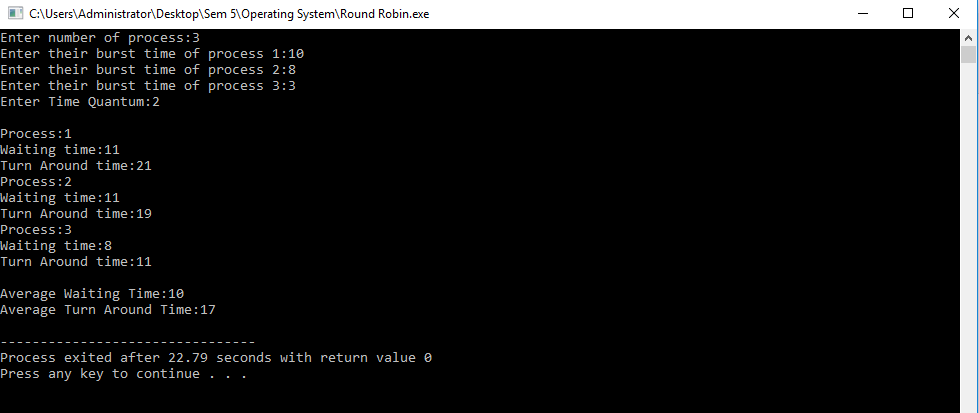 C:\Users\Administrator\Desktop\Sem 5\Operating System\Round Robin.exe
Enter number of process:3
Enter their burst time of process 1:10
Enter their burst time of process 2:8
Enter their burst time of process 3:3
Enter Time Quantum:2
Process:1
Waiting time:11
Turn Around time:21
Process:2
Waiting time:11
Turn Around time:19
Process:3
Waiting time:8
Turn Around time:11
Average Waiting Time:10
Average Turn Around Time:17
--------------------------------
Process exited after 22.79 seconds with return value 0
Press any key to continue . . .